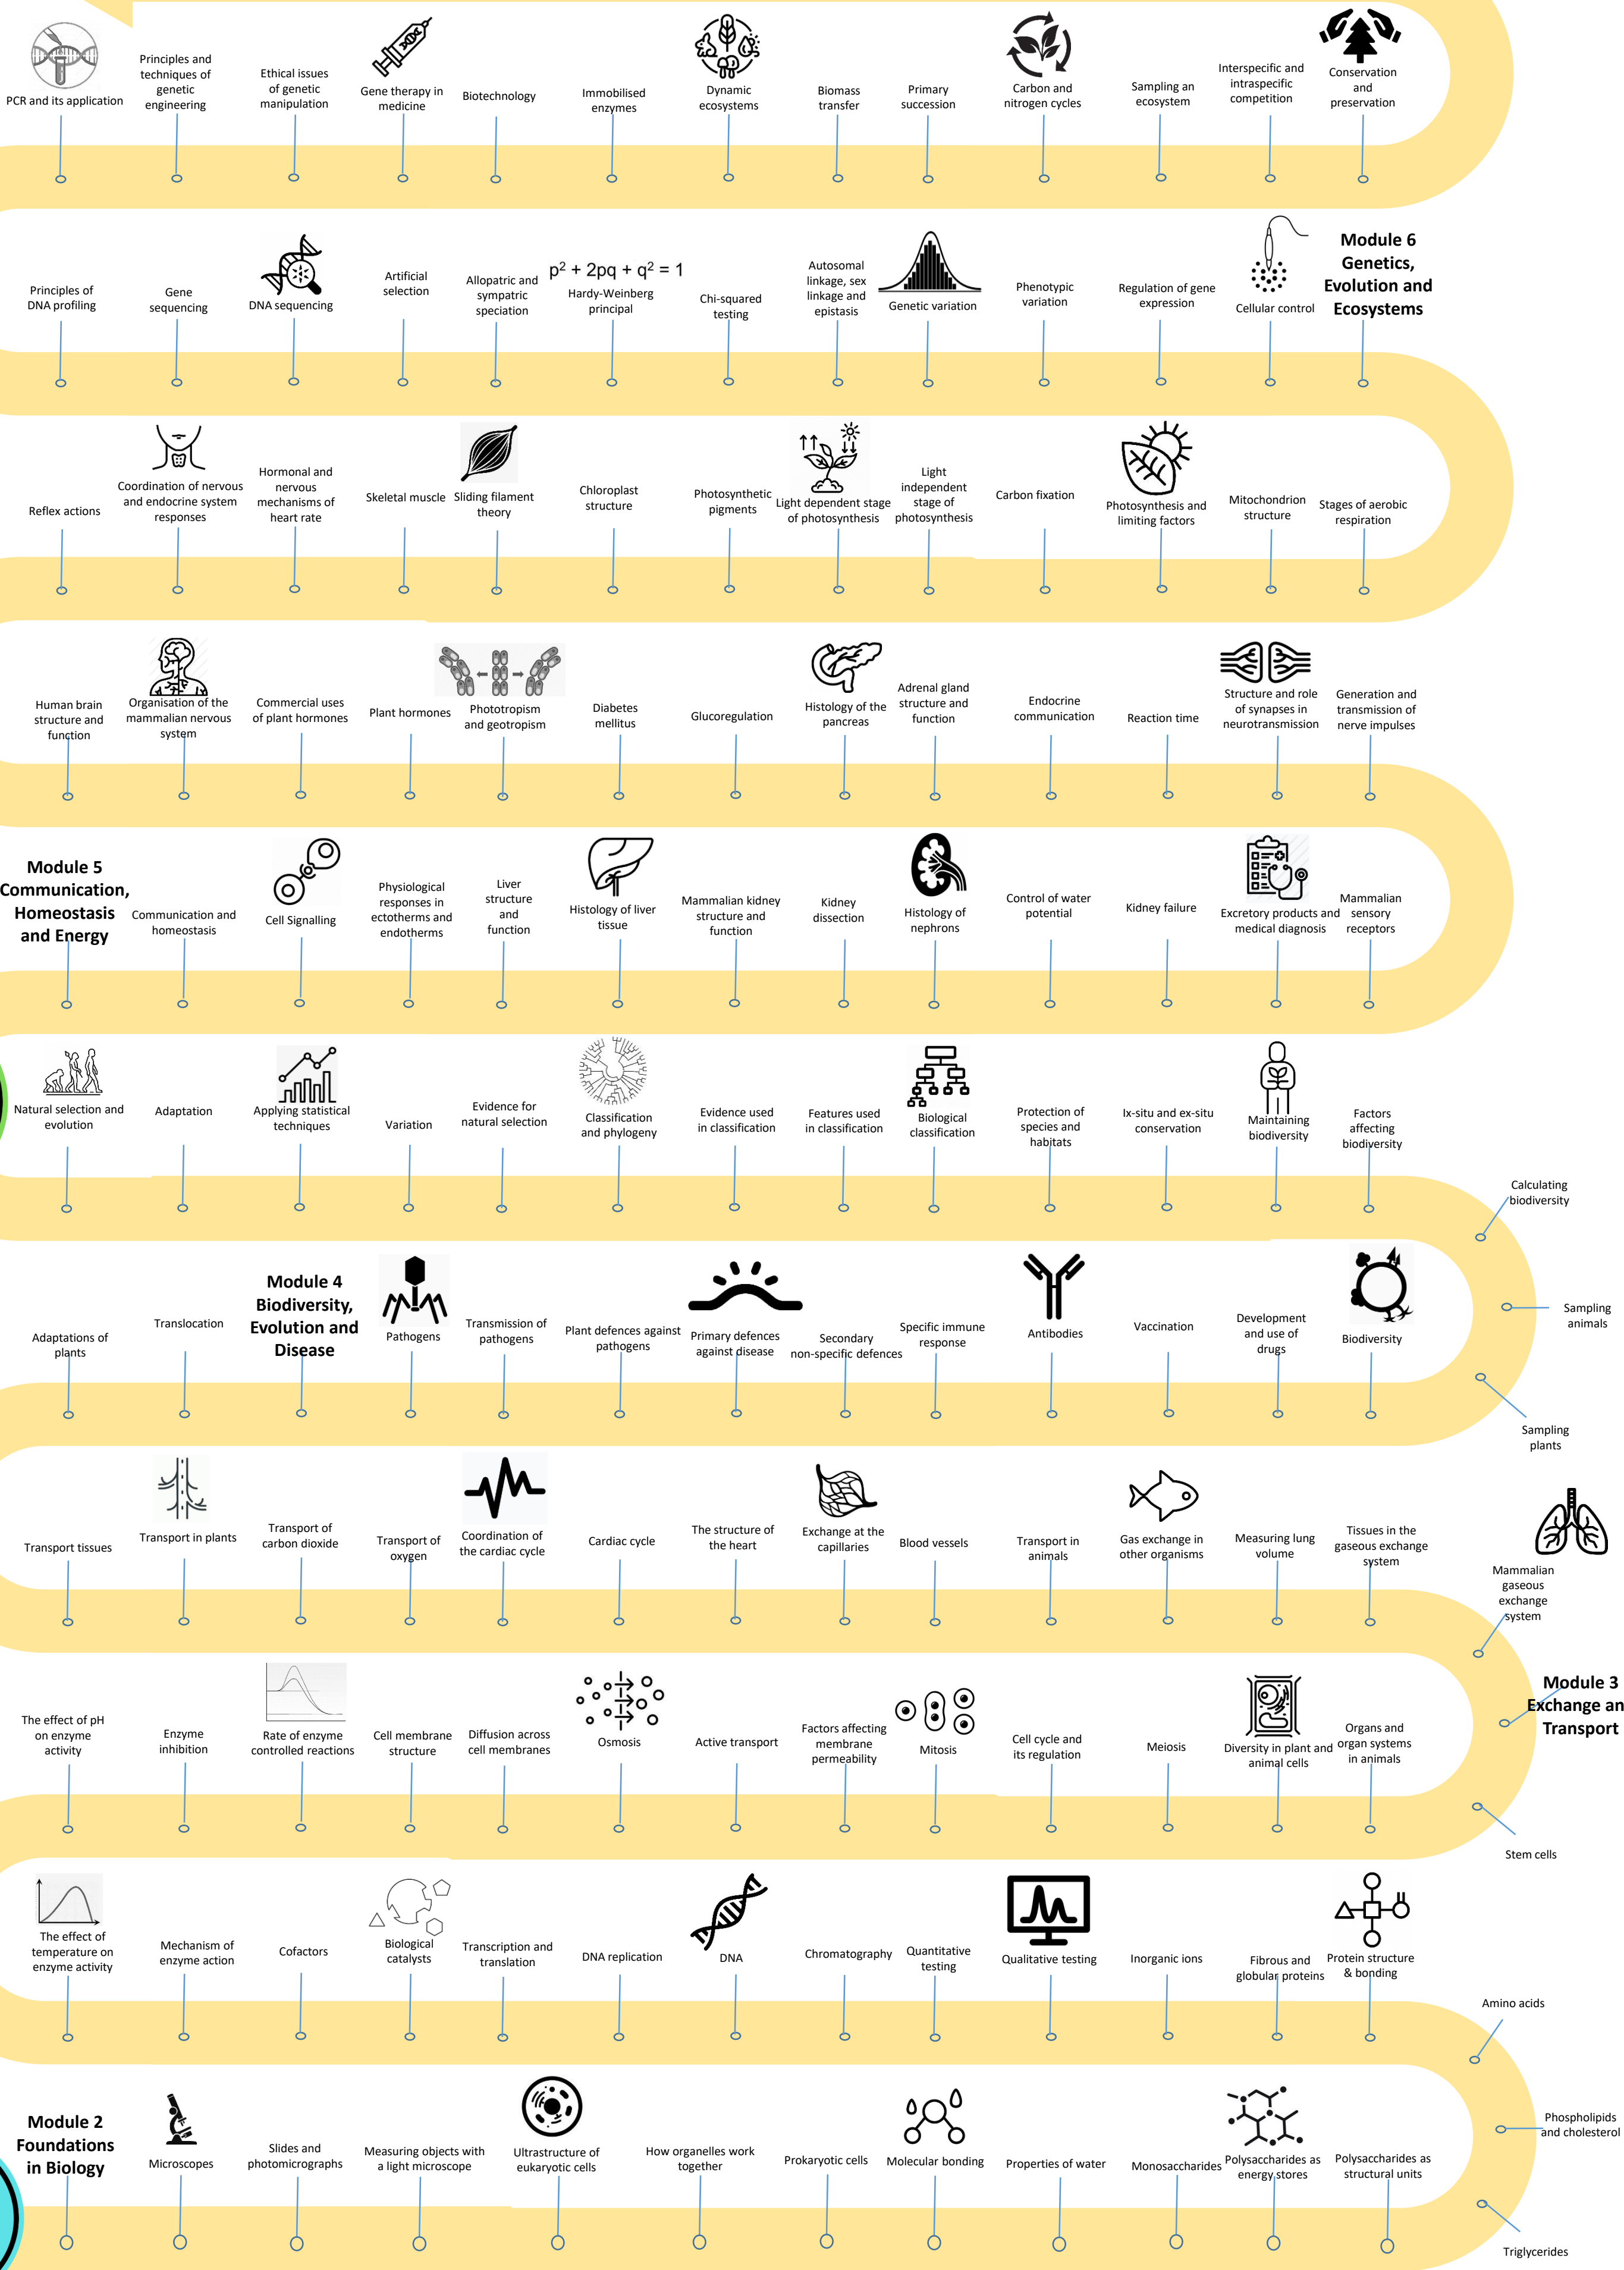 PCR and its application
Principles and
techniques of
genetic
engineering
Ethical issues
of genetic
manipulation
Gene therapy in
medicine
Biotechnology
Immobilised
enzymes
Dynamic
ecosystems
Biomass
transfer
Primary
succession
Carbon and
nitrogen cycles
Sampling an
ecosystem
Interspecific and
intraspecific
competition
Conservation
and
preservation
Principles of
DNA profiling
Gene
sequencing
DNA sequencing
Artificial
selection
Allopatric and
sympatric
speciation
p² + 2pq + q² = 1
Hardy-Weinberg
principal
Chi-squared
testing
Autosomal
linkage, sex
linkage and
epistasis
Genetic variation
Phenotypic
variation
Regulation of gene
expression
Cellular control
Module 6
Genetics,
Evolution and
Ecosystems
Reflex actions
Coordination of nervous
and endocrine system
responses
Hormonal and
nervous
mechanisms of
heart rate
Skeletal muscle
Sliding filament
theory
Chloroplast
structure
Photosynthetic
pigments
Light dependent stage
of photosynthesis
Light
independent
stage of
photosynthesis
Carbon fixation
Photosynthesis and
limiting factors
Mitochondrion
structure
Stages of aerobic
respiration
Human brain
structure and
function
Organisation of the
mammalian nervous
system
Commercial uses
of plant hormones
Plant hormones
Phototropism
and geotropism
Diabetes
mellitus
Glucoregulation
Histology of the
pancreas
Adrenal gland
structure and
function
Endocrine
communication
Reaction time
Structure and role
of synapses in
neurotransmission
Generation and
transmission of
nerve impulses
Module 5
Communication,
Homeostasis
and Energy
Communication and
homeostasis
Cell Signalling
Physiological
responses in
ectotherms and
endotherms
Liver
structure
and
function
Histology of liver
tissue
Mammalian kidney
structure and
function
Kidney
dissection
Histology of
nephrons
Control of water
potential
Kidney failure
Excretory products and
medical diagnosis
Mammalian
sensory
receptors
Natural selection and
evolution
Adaptation
Applying statistical
techniques
Variation
Evidence for
natural selection
Classification
and phylogeny
Evidence used
in classification
Features used
in classification
Biological
classification
Protection of
species and
habitats
Ix-situ and ex-situ
conservation
Maintaining
biodiversity
Factors
affecting
biodiversity
Calculating
biodiversity
Sampling
animals
Sampling
plants
Adaptations of
plants
Translocation
Module 4
Biodiversity,
Evolution and
Disease
Pathogens
Transmission of
pathogens
Plant defences against
pathogens
Primary defences
against disease
Secondary
non-specific defences
Specific immune
response
Antibodies
Vaccination
Development
and use of
drugs
Biodiversity
Transport tissues
Transport in plants
Transport of
carbon dioxide
Transport of
oxygen
Coordination of
the cardiac cycle
Cardiac cycle
The structure of
the heart
Exchange at the
capillaries
Blood vessels
Transport in
animals
Gas exchange in
other organisms
Measuring lung
volume
Tissues in the
gaseous exchange
system
Mammalian
gaseous
exchange
system
Module 3
Exchange an
Transport
Stem cells
The effect of pH
on enzyme
activity
Enzyme
inhibition
Rate of enzyme
controlled reactions
Cell membrane
structure
Diffusion across
cell membranes
Osmosis
Active transport
Factors affecting
membrane
permeability
Mitosis
Cell cycle and
its regulation
Meiosis
Diversity in plant and
animal cells
Organs and
organ systems
in animals
The effect of
temperature on
enzyme activity
Mechanism of
enzyme action
Cofactors
Biological
catalysts
Transcription and
translation
DNA replication
DNA
Chromatography
Quantitative
testing
Qualitative testing
Inorganic ions
Fibrous and
globular proteins
Protein structure
& bonding
Amino acids
Phospholipids
and cholesterol
Triglycerides
Module 2
Foundations
in Biology
Microscopes
Slides and
photomicrographs
Measuring objects with
a light microscope
Ultrastructure of
eukaryotic cells
How organelles work
together
Prokaryotic cells
Molecular bonding
Properties of water
Monosaccharides
Polysaccharides as
energy stores
Polysaccharides as
structural units